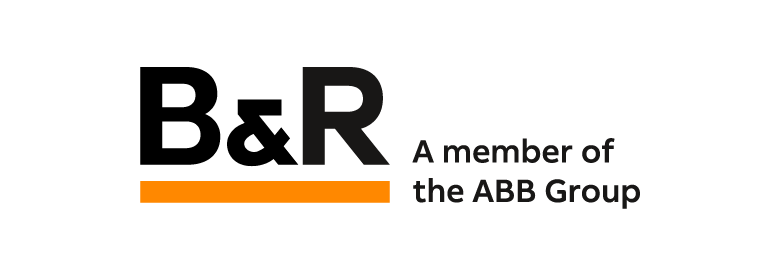 B&R
A member of
the ABB Group